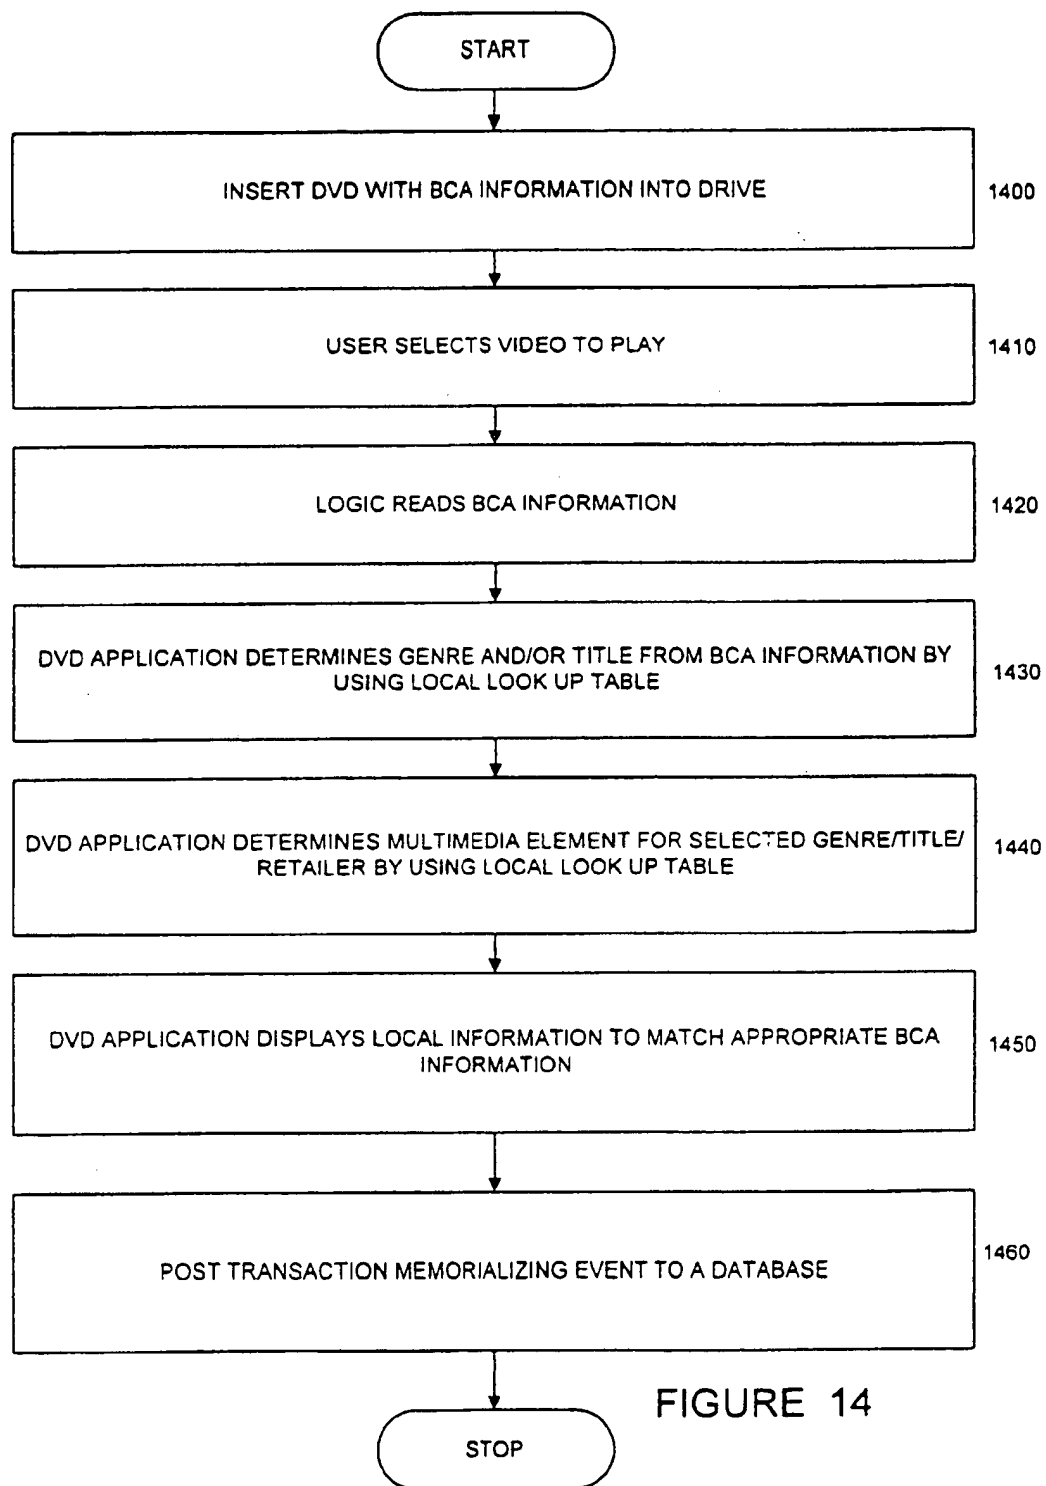 START
INSERT DVD WITH BCA INFORMATION INTO DRIVE
1400
USER SELECTS VIDEO TO PLAY
1410
LOGIC READS BCA INFORMATION
1420
DVD APPLICATION DETERMINES GENRE AND/OR TITLE FROM BCA INFORMATION BY
USING LOCAL LOOK UP TABLE
1430
DVD APPLICATION DETERMINES MULTIMEDIA ELEMENT FOR SELECTED GENRE/TITLE/
RETAILER BY USING LOCAL LOOK UP TABLE
1440
DVD APPLICATION DISPLAYS LOCAL INFORMATION TO MATCH APPROPRIATE BCA
INFORMATION
1450
POST TRANSACTION MEMORIALIZING EVENT TO A DATABASE
1460
STOP
FIGURE 14